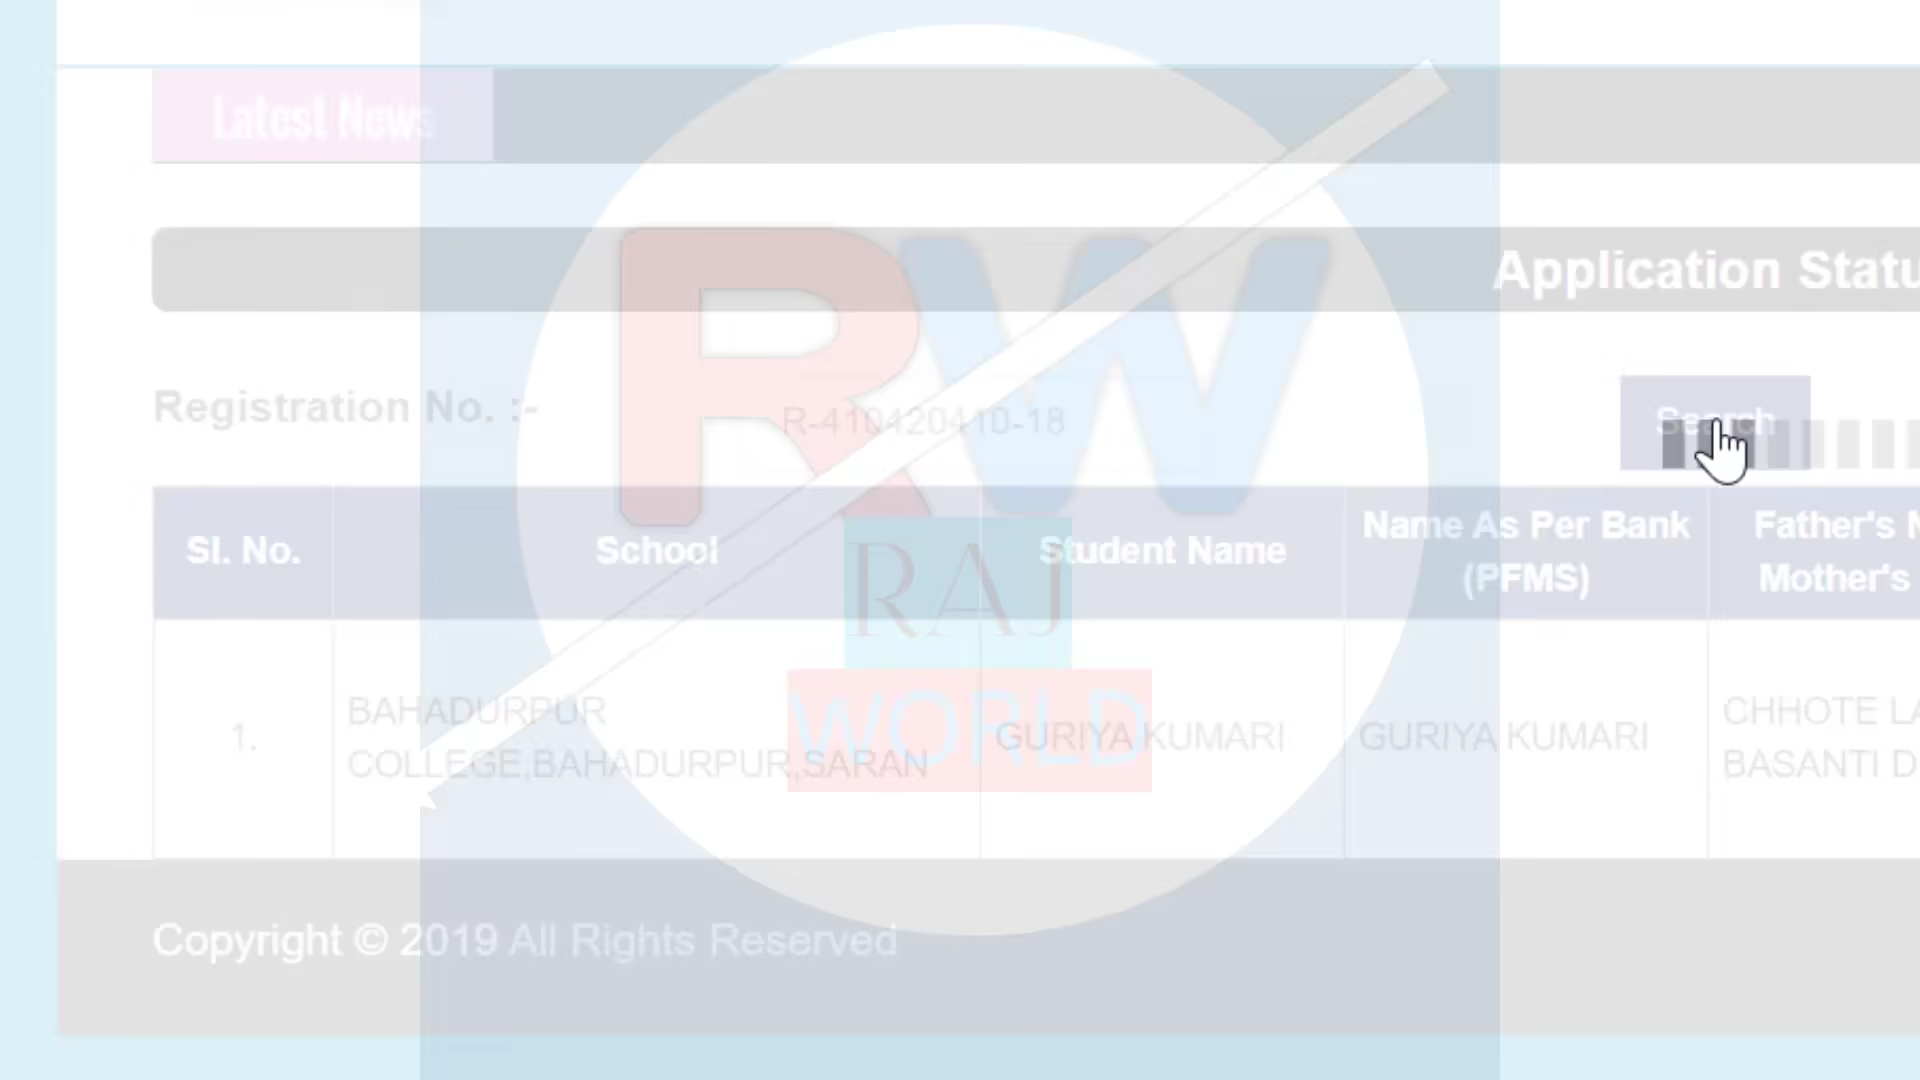 Latest News
Application Statu
Registration No. :-
R-410420410-18
Search
RW
Sl. No.
School
Student Name
Name As Per Bank
(PFMS)
Father's N
Mother's
RAJ
WORLD
1.
BAHADURPUR
COLLEGE,BAHADURPUR,SARAN
GURIYA KUMARI
GURIYA KUMARI
CHHOTE LA
BASANTI D
Copyright © 2019 All Rights Reserved